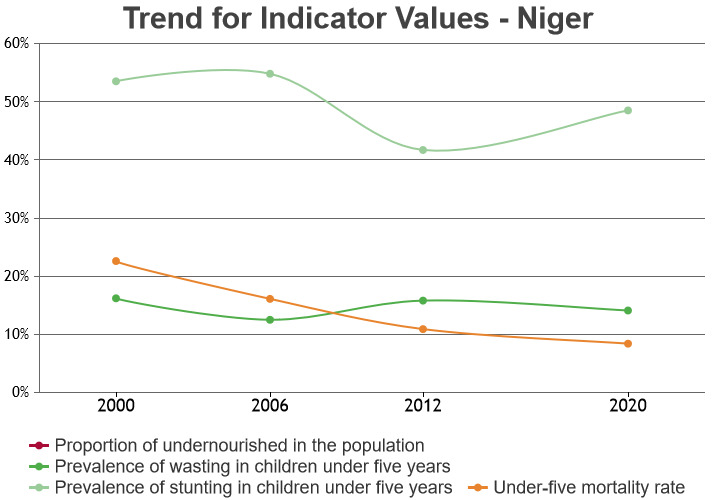 Trend for Indicator Values - Niger
60%
50%
40%
30%
20%
10%
0%
2000 2006 2012 2020
Proportion of undernourished in the population
Prevalence of wasting in children under five years
Prevalence of stunting in children under five years Under-five mortality rate